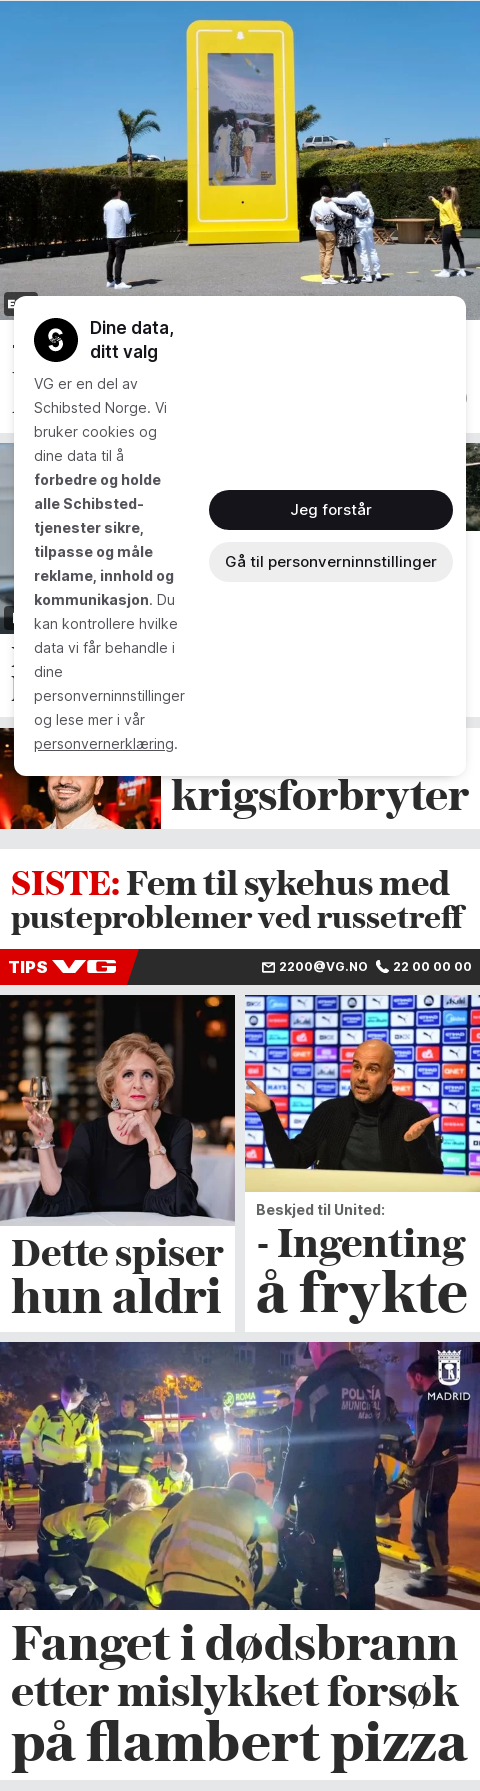 Dine data,
ditt valg
VG er en del av
Schibsted Norge. Vi
bruker cookies og
dine data til å
forbedre og holde
alle Schibsted-
tjenester sikre,
tilpasse og måle
reklame, innhold og
kommunikasjon. Du
kan kontrollere hvilke
data vi får behandle i
dine
personverninnstillinger
og lese mer i vår
personvernerklæring.
Jeg forstår
Gå til personverninnstillinger
krigsforbryter
SISTE: Fem til sykehus med
pusteproblemer ved russetreff
TIPS VG
2200@VG.NO 22 00 00 00
Dette spiser
hun aldri
Beskjed til United:
- Ingenting
å frykte
ROMA
POLICÍA
MUNICIPAL
Madrid
MADRID
Fanget i dødsbrann
etter mislykket forsøk
på flambert pizza